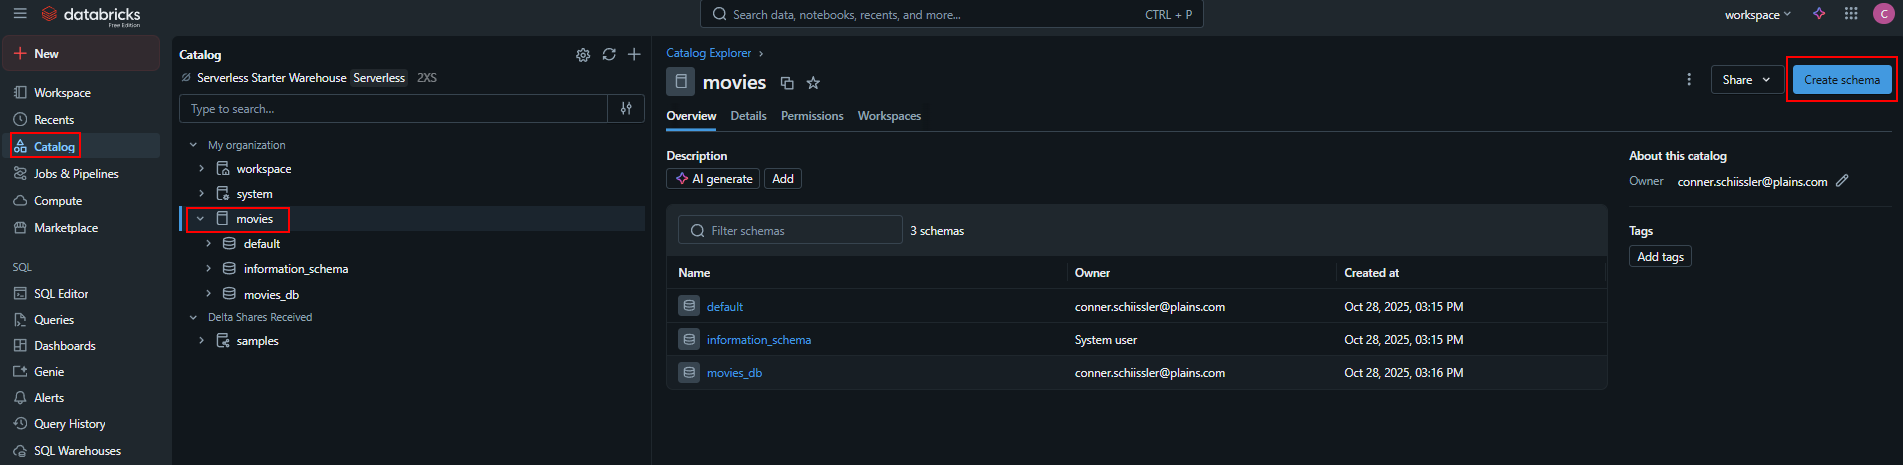 databricks
Free Edition
Search data, notebooks, recents, and more...
CTRL + P
workspace
C
New
Workspace
Recents
Catalog
Jobs & Pipelines
Compute
Marketplace
SQL
SQL Editor
Queries
Dashboards
Genie
Alerts
Query History
SQL Warehouses
Catalog
Serverless Starter Warehouse Serverless 2XS
Type to search...
My organization
workspace
system
movies
default
information_schema
movies_db
Delta Shares Received
samples
Catalog Explorer ›
movies
Share
Create schema
Overview Details Permissions Workspaces
Description
AI generate Add
Filter schemas 3 schemas
Name Owner Created at
default conner.schiissler@plains.com Oct 28, 2025, 03:15 PM
information_schema System user Oct 28, 2025, 03:15 PM
movies_db conner.schiissler@plains.com Oct 28, 2025, 03:16 PM
About this catalog
Owner conner.schiissler@plains.com
Tags
Add tags